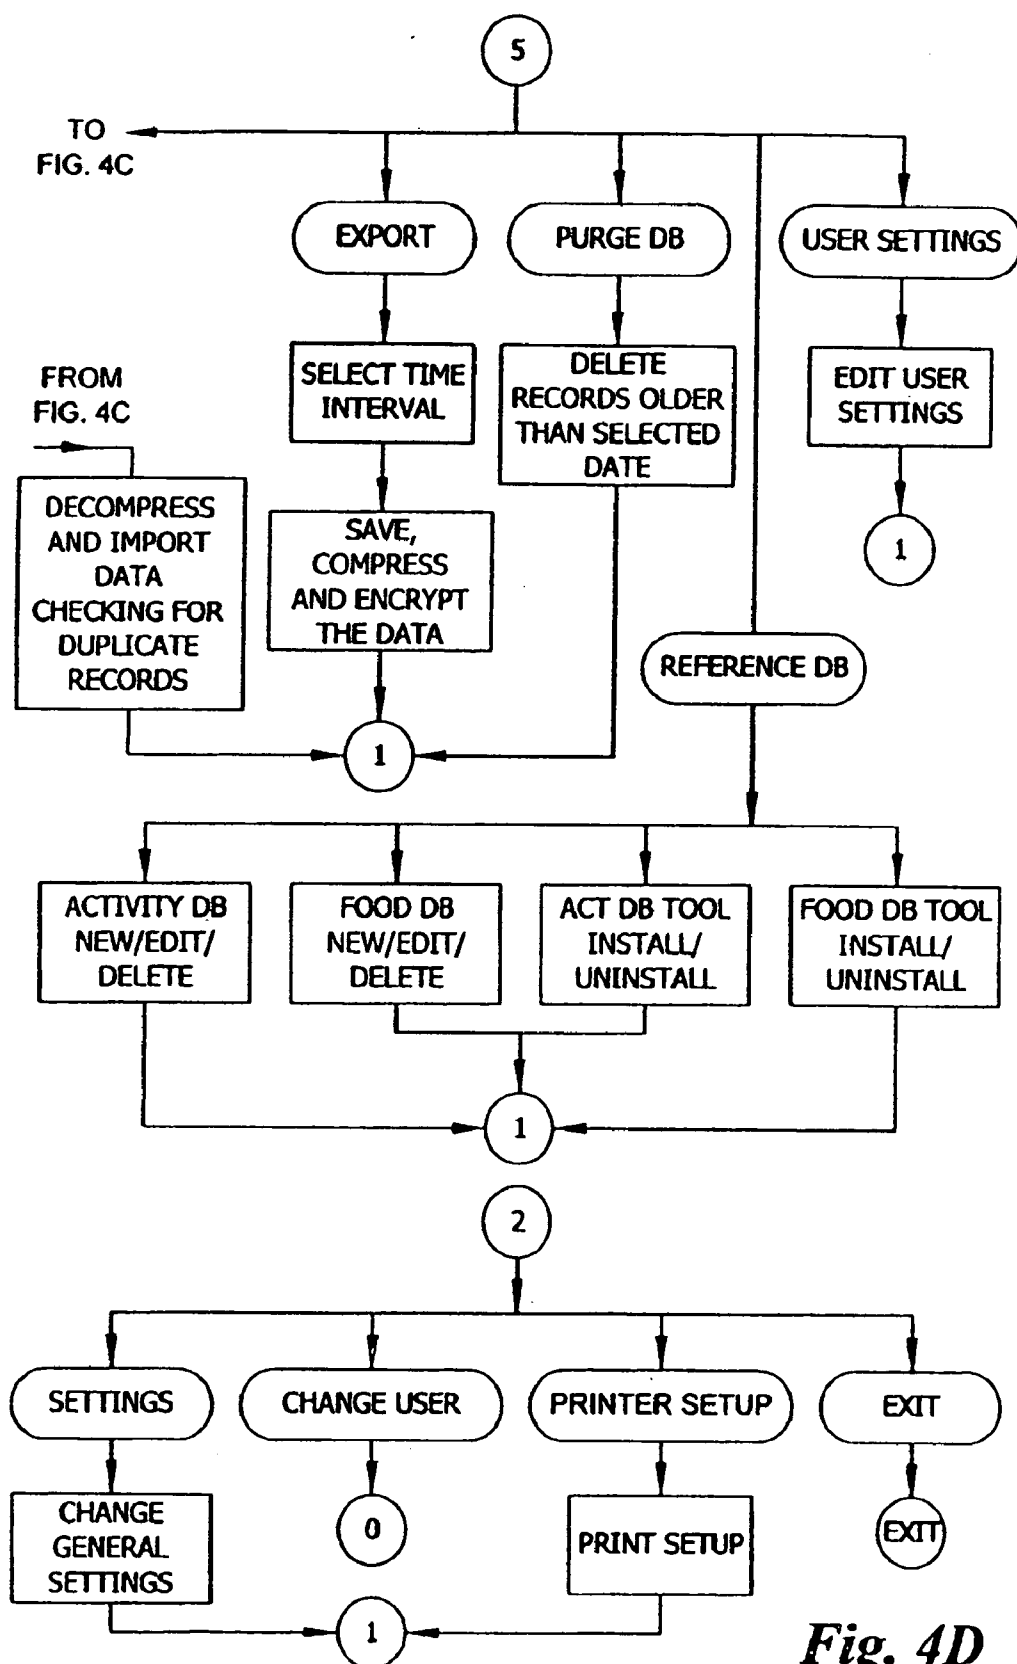 5
TO
FIG. 4C
EXPORT
PURGE DB
USER SETTINGS
FROM
FIG. 4C
SELECT TIME
INTERVAL
DELETE
RECORDS OLDER
THAN SELECTED
DATE
EDIT USER
SETTINGS
DECOMPRESS
AND IMPORT
DATA
CHECKING FOR
DUPLICATE
RECORDS
SAVE,
COMPRESS
AND ENCRYPT
THE DATA
1
REFERENCE DB
1
ACTIVITY DB
NEW/EDIT/
DELETE
FOOD DB
NEW/EDIT/
DELETE
ACT DB TOOL
INSTALL/
UNINSTALL
FOOD DB TOOL
INSTALL/
UNINSTALL
1
2
SETTINGS
CHANGE USER
PRINTER SETUP
EXIT
CHANGE
GENERAL
SETTINGS
0
PRINT SETUP
EXIT
1
Fig. 4D